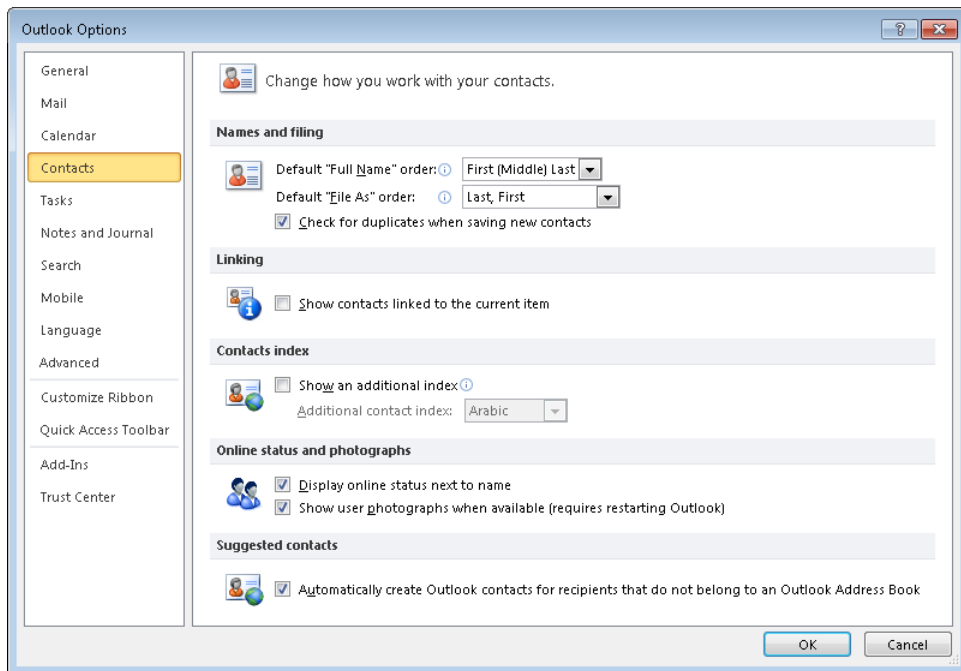 Outlook Options
General
Mail
Calendar
Contacts
Tasks
Notes and Journal
Search
Mobile
Language
Advanced
Customize Ribbon
Quick Access Toolbar
Add-Ins
Trust Center
Change how you work with your contacts.
Names and filing
Default "Full Name" order: First (Middle) Last
Default "File As" order: Last, First
Check for duplicates when saving new contacts
Linking
Show contacts linked to the current item
Contacts index
Show an additional index
Additional contact index: Arabic
Online status and photographs
Display online status next to name
Show user photographs when available (requires restarting Outlook)
Suggested contacts
Automatically create Outlook contacts for recipients that do not belong to an Outlook Address Book
OK Cancel